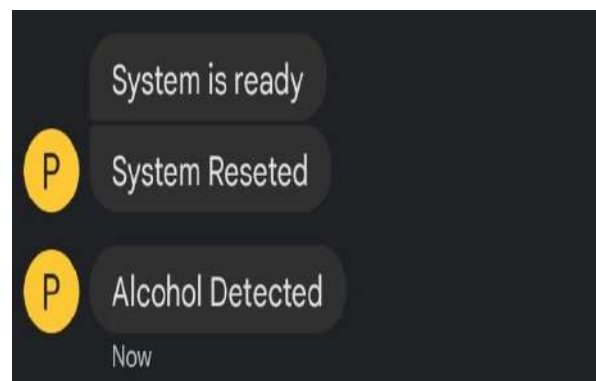 System is ready
P
System Reseted
P
Alcohol Detected
Now